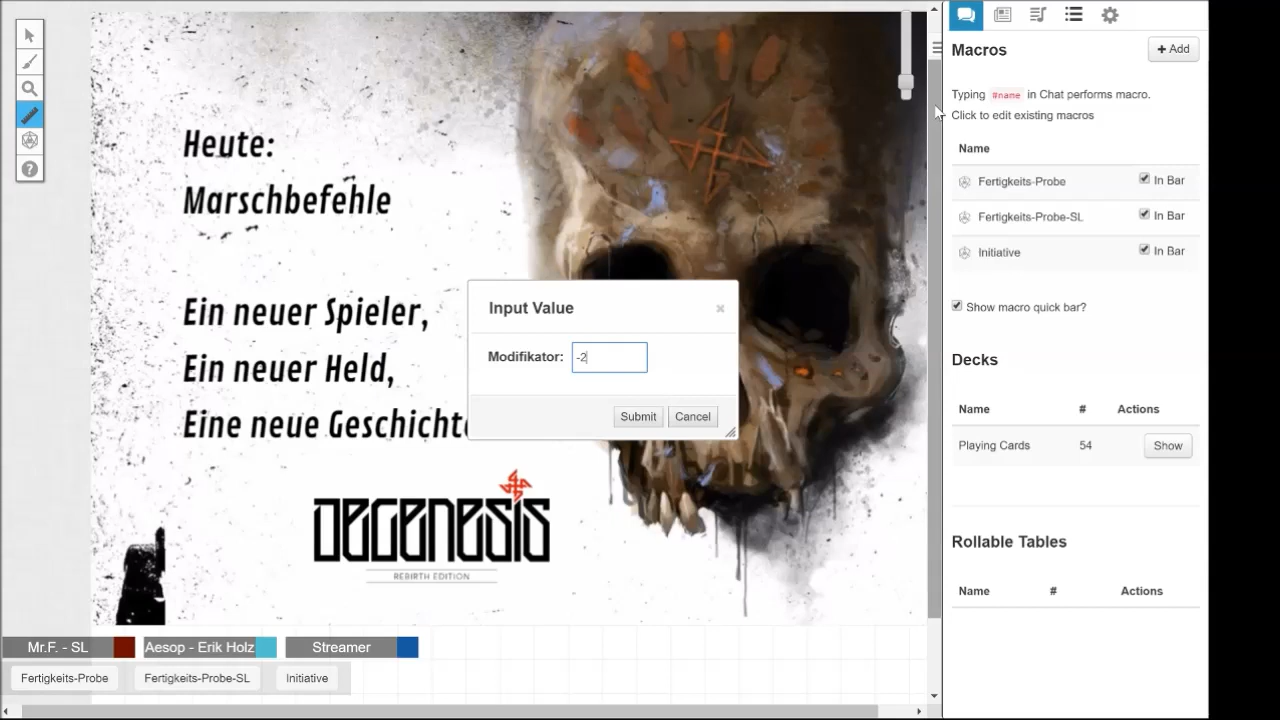 Heute:
Marschbefehle
Ein neuer Spieler,
Ein neuer Held,
Eine neue Geschichte
DEGENESIS
REBIRTH EDITION
Input Value
×
Modifikator: -2
Submit Cancel
Mr.F. - SL Aesop - Erik Holz Streamer
Fertigkeits-Probe Fertigkeits-Probe-SL Initiative
Macros
+ Add
Typing #name in Chat performs macro.
Click to edit existing macros
Name
Fertigkeits-Probe In Bar
Fertigkeits-Probe-SL In Bar
Initiative In Bar
Show macro quick bar?
Decks
Name # Actions
Playing Cards 54 Show
Rollable Tables
Name # Actions